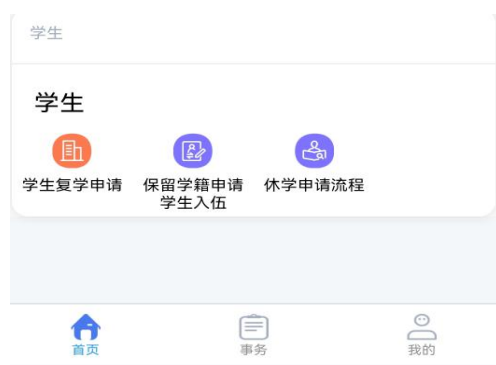 学生
学生
学生复学申请
保留学籍申请
学生入伍
休学申请流程
首页
事务
我的